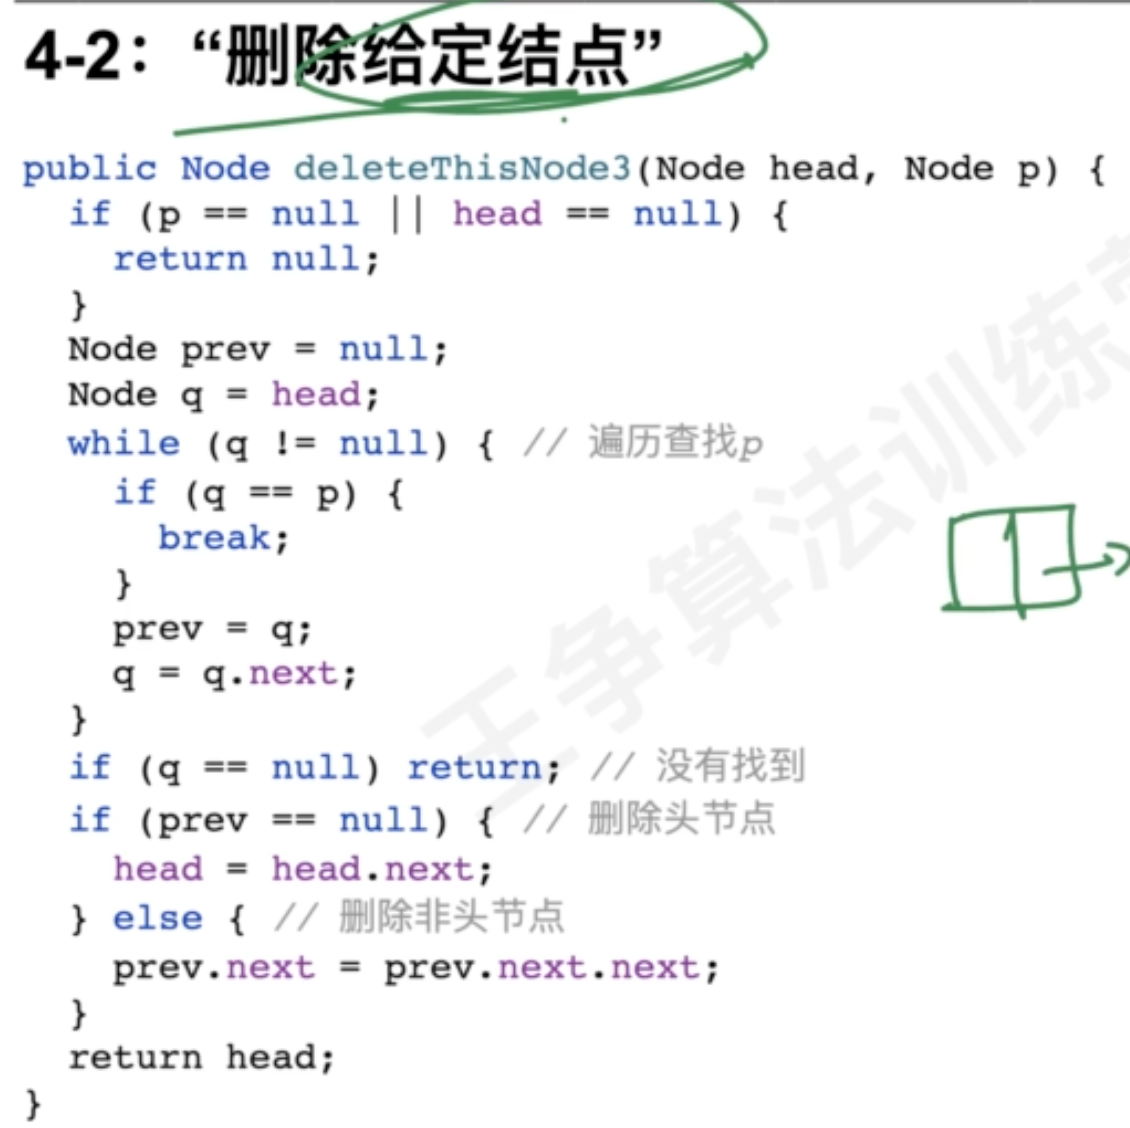 4-2：“删除给定结点”
public Node deleteThisNode3(Node head, Node p) {
if (p == null || head == null) {
return null;
}
Node prev = null;
Node q = head;
while (q != null) { // 遍历查找p
if (q == p) {
break;
}
prev = q;
q = q.next;
}
if (q == null) return; // 没有找到
if (prev == null) { // 删除头节点
head = head.next;
} else { // 删除非头节点
prev.next = prev.next.next;
}
return head;
}
王争算法训练营